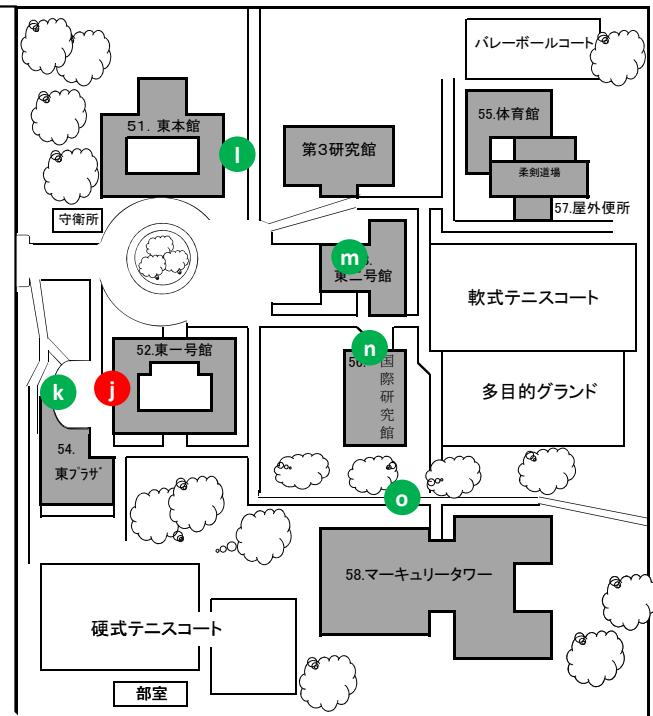 バレーボールコート
55.体育館
51. 東本館
l
第3研究館
柔剣道場
57.屋外便所
守衛所
m
東二号館
軟式テニスコート
52.東一号館
n
56.
国際研究館
j
k
多目的グランド
54.
東プラザ
o
58.マーキュリータワー
硬式テニスコート
部室